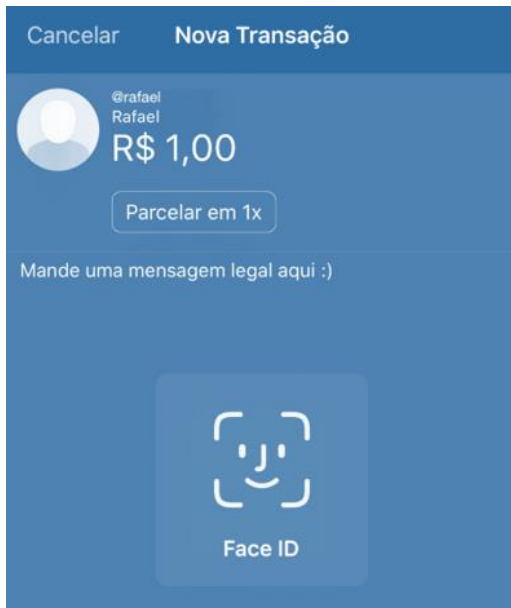 Cancelar Nova Transação
@rafael
Rafael
R$ 1,00
Parcelar em 1x
Mande uma mensagem legal aqui :)
Face ID